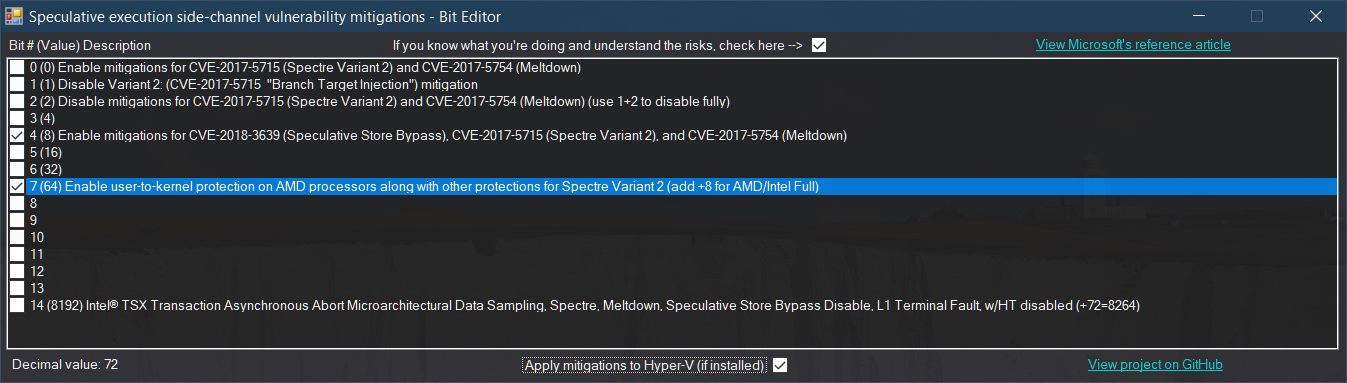 Speculative execution side-channel vulnerability mitigations - Bit Editor
Bit # (Value) Description If you know what you're doing and understand the risks, check here --> View Microsoft's reference article
0 (0) Enable mitigations for CVE-2017-5715 (Spectre Variant 2) and CVE-2017-5754 (Meltdown)
1 (1) Disable Variant 2: (CVE-2017-5715 "Branch Target Injection") mitigation
2 (2) Disable mitigations for CVE-2017-5715 (Spectre Variant 2) and CVE-2017-5754 (Meltdown) (use 1+2 to disable fully)
3 (4)
4 (8) Enable mitigations for CVE-2018-3639 (Speculative Store Bypass), CVE-2017-5715 (Spectre Variant 2), and CVE-2017-5754 (Meltdown)
5 (16)
6 (32)
7 (64) Enable user-to-kernel protection on AMD processors along with other protections for Spectre Variant 2 (add +8 for AMD/Intel Full)
8
9
10
11
12
13
14 (8192) Intel® TSX Transaction Asynchronous Abort Microarchitectural Data Sampling, Spectre, Meltdown, Speculative Store Bypass Disable, L1 Terminal Fault, w/HT disabled (+72=8264)
Decimal value: 72 Apply mitigations to Hyper-V (if installed) View project on GitHub